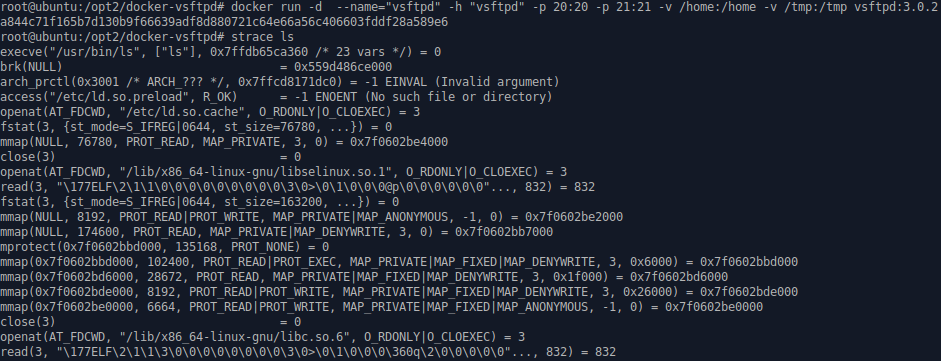 root@ubuntu:/opt2/docker-vsftpd# docker run -d  --name="vsftpd" -h "vsftpd" -p 20:20 -p 21:21 -v /home:/home -v /tmp:/tmp vsftpd:3.0.2
a844c71f165b7d130b9f66639adf8d880721c64e66a56c406603fddf28a589e6
root@ubuntu:/opt2/docker-vsftpd# strace ls
execve("/usr/bin/ls", ["ls"], 0x7ffdb65ca360 /* 23 vars */) = 0
brk(NULL)                               = 0x559d486ce000
arch_prctl(0x3001 /* ARCH_??? */, 0x7ffcd8171dc0) = -1 EINVAL (Invalid argument)
access("/etc/ld.so.preload", R_OK)      = -1 ENOENT (No such file or directory)
openat(AT_FDCWD, "/etc/ld.so.cache", O_RDONLY|O_CLOEXEC) = 3
fstat(3, {st_mode=S_IFREG|0644, st_size=76780, ...}) = 0
mmap(NULL, 76780, PROT_READ, MAP_PRIVATE, 3, 0) = 0x7f0602be4000
close(3)                                = 0
openat(AT_FDCWD, "/lib/x86_64-linux-gnu/libselinux.so.1", O_RDONLY|O_CLOEXEC) = 3
read(3, "\177ELF\2\1\1\0\0\0\0\0\0\0\0\0\3\0>\0\1\0\0\0@p\0\0\0\0\0\0"..., 832) = 832
fstat(3, {st_mode=S_IFREG|0644, st_size=163200, ...}) = 0
mmap(NULL, 8192, PROT_READ|PROT_WRITE, MAP_PRIVATE|MAP_ANONYMOUS, -1, 0) = 0x7f0602be2000
mmap(NULL, 174600, PROT_READ, MAP_PRIVATE|MAP_DENYWRITE, 3, 0) = 0x7f0602bb7000
mprotect(0x7f0602bbd000, 135168, PROT_NONE) = 0
mmap(0x7f0602bbd000, 102400, PROT_READ|PROT_EXEC, MAP_PRIVATE|MAP_FIXED|MAP_DENYWRITE, 3, 0x6000) = 0x7f0602bbd000
mmap(0x7f0602bd6000, 28672, PROT_READ, MAP_PRIVATE|MAP_FIXED|MAP_DENYWRITE, 3, 0x1f000) = 0x7f0602bd6000
mmap(0x7f0602bde000, 8192, PROT_READ|PROT_WRITE, MAP_PRIVATE|MAP_FIXED|MAP_DENYWRITE, 3, 0x26000) = 0x7f0602bde000
mmap(0x7f0602be0000, 6664, PROT_READ|PROT_WRITE, MAP_PRIVATE|MAP_FIXED|MAP_ANONYMOUS, -1, 0) = 0x7f0602be0000
close(3)                                = 0
openat(AT_FDCWD, "/lib/x86_64-linux-gnu/libc.so.6", O_RDONLY|O_CLOEXEC) = 3
read(3, "\177ELF\2\1\1\3\0\0\0\0\0\0\0\0\3\0>\0\1\0\0\0\360q\2\0\0\0\0\0"..., 832) = 832